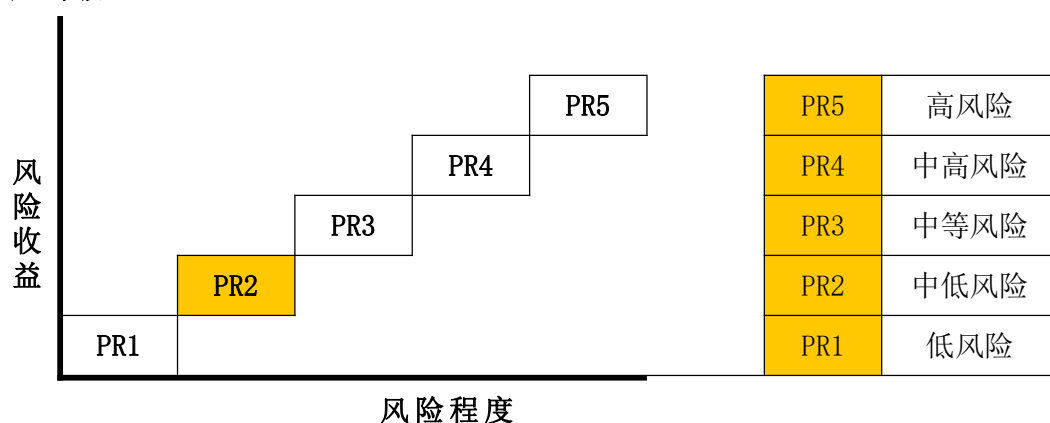 风险收益
PR5
PR4
PR3
PR2
PR1
风险程度
PR5 高风险
PR4 中高风险
PR3 中等风险
PR2 中低风险
PR1 低风险